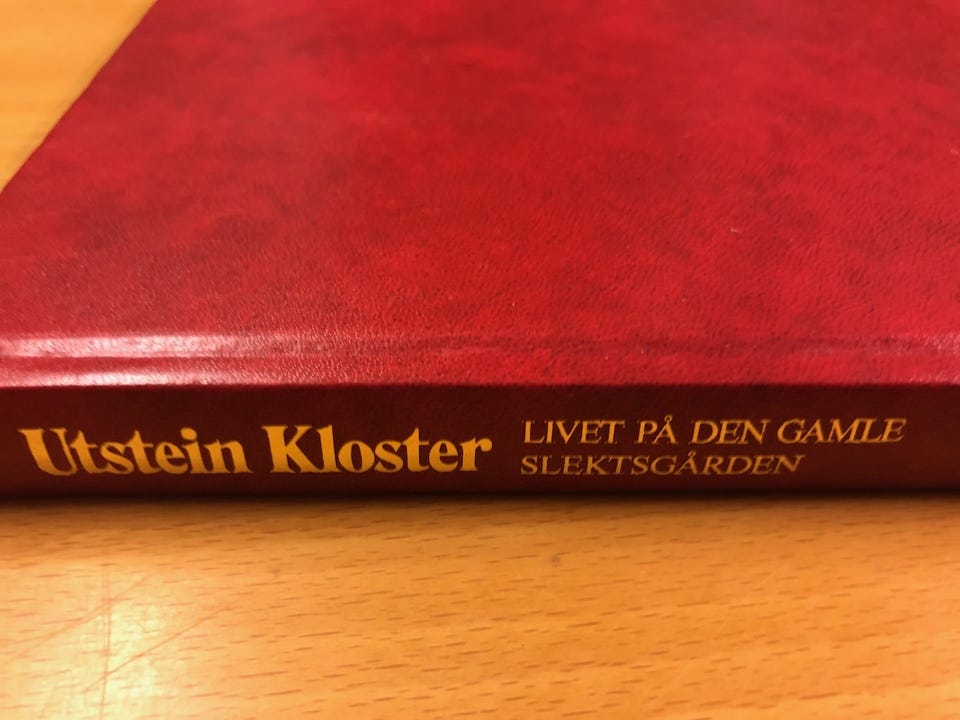 Utstein Kloster
LIVET PÅ DEN GAMLE
SLEKTSGÅRDEN